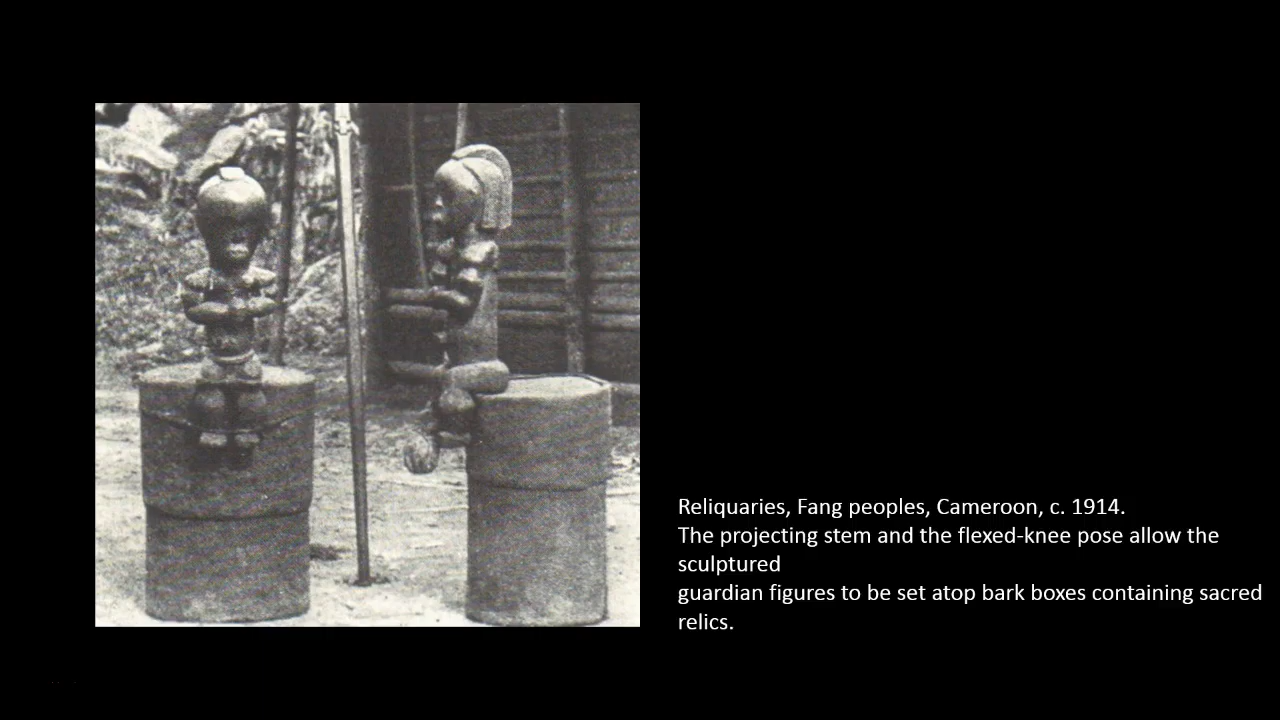 Reliquaries, Fang peoples, Cameroon, c. 1914.
The projecting stem and the flexed-knee pose allow the
sculptured
guardian figures to be set atop bark boxes containing sacred
relics.